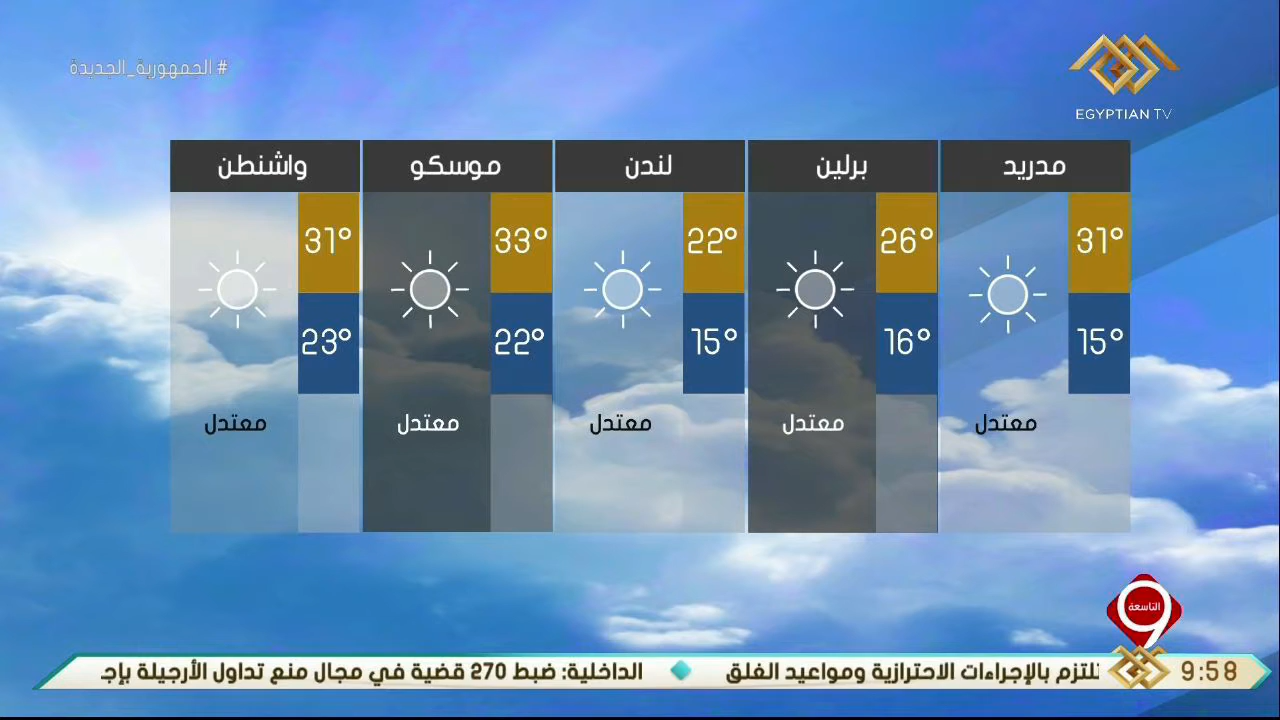 # الجمهورية_الجديدة
EGYPTIAN TV
مدريد
31°
15°
معتدل
برلين
26°
16°
معتدل
لندن
22°
15°
معتدل
موسكو
33°
22°
معتدل
واشنطن
31°
23°
معتدل
9 التاسعة
9:58
بالإجراءات الاحترازية ومواعيد الغلق
الداخلية: ضبط 270 قضية في مجال منع تداول الأرجيلة